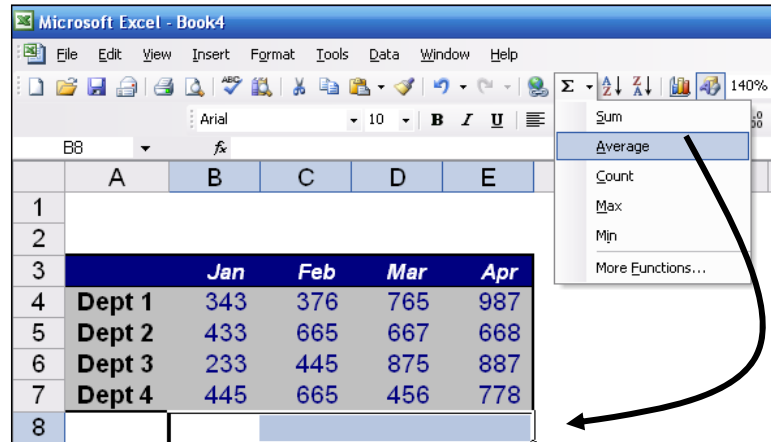 Microsoft Excel - Book4
File Edit View Insert Format Tools Data Window Help
ABC Σ A Z Z A 140%
Arial 10 B I U .0 00
B8 fx
Sum
Average
Count
Max
Min
More Functions...
A B C D E
1
2
3 Jan Feb Mar Apr
4 Dept 1 343 376 765 987
5 Dept 2 433 665 667 668
6 Dept 3 233 445 875 887
7 Dept 4 445 665 456 778
8